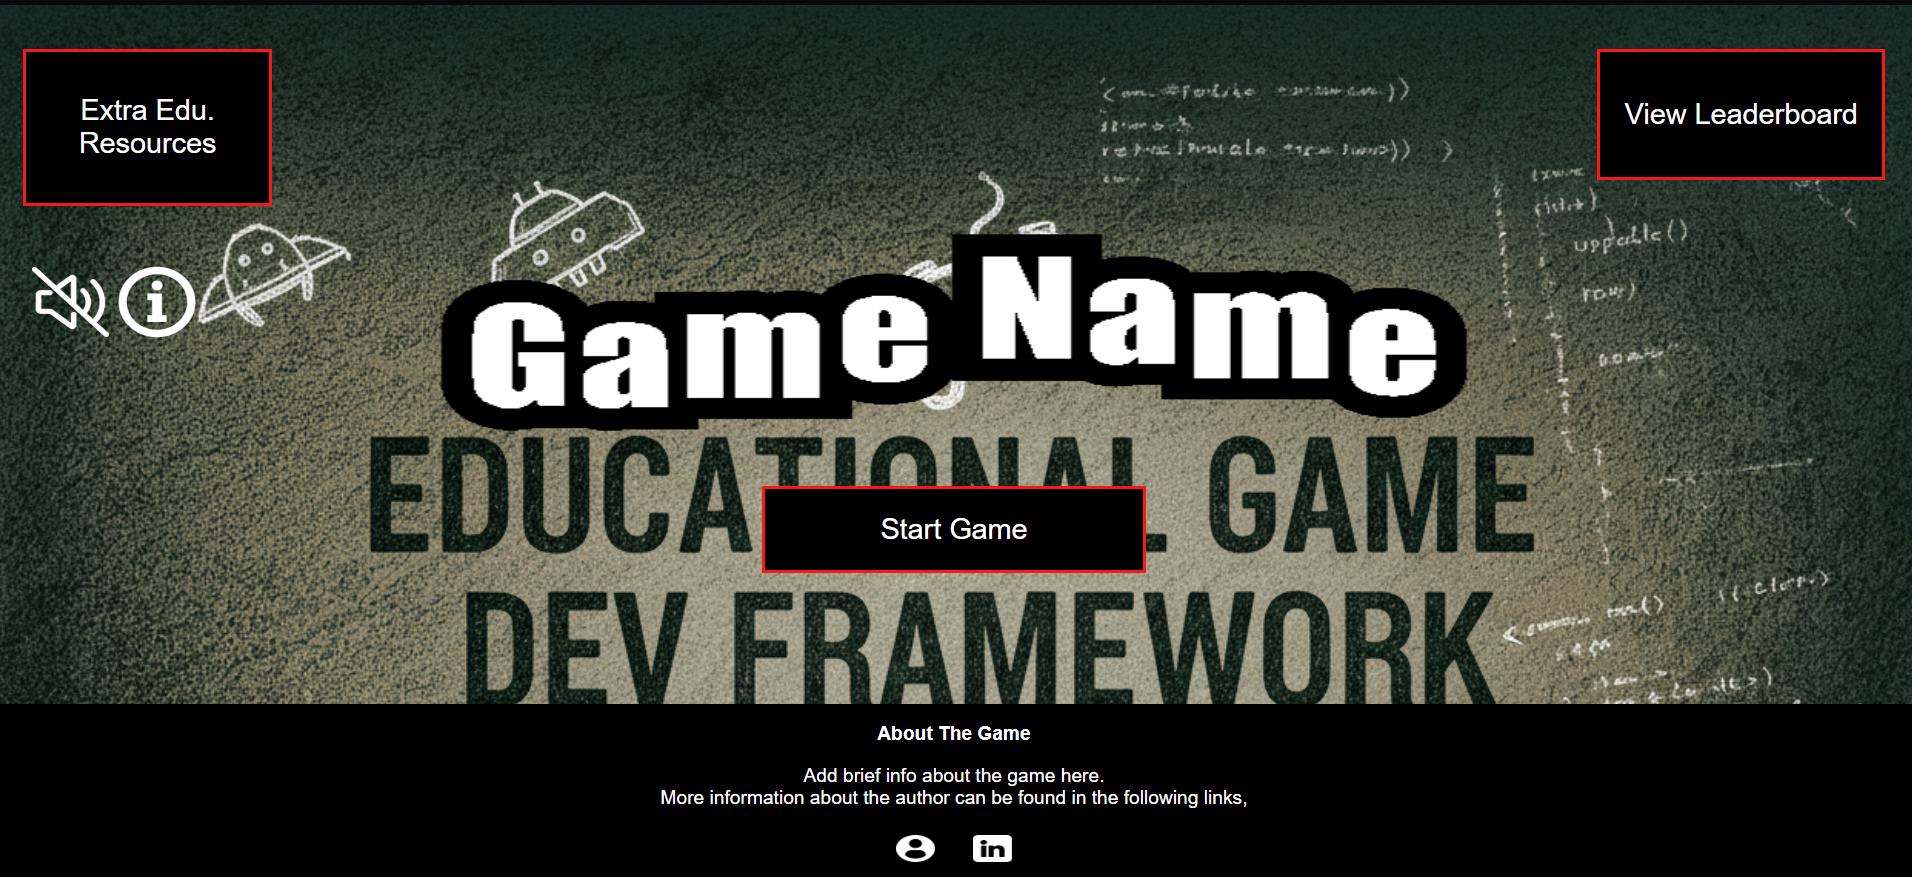 Extra Edu.
Resources
View Leaderboard
Game Name
EDUCATIONAL GAME
Start Game
DEV FRAMEWORK
About The Game
Add brief info about the game here.
More information about the author can be found in the following links,
in